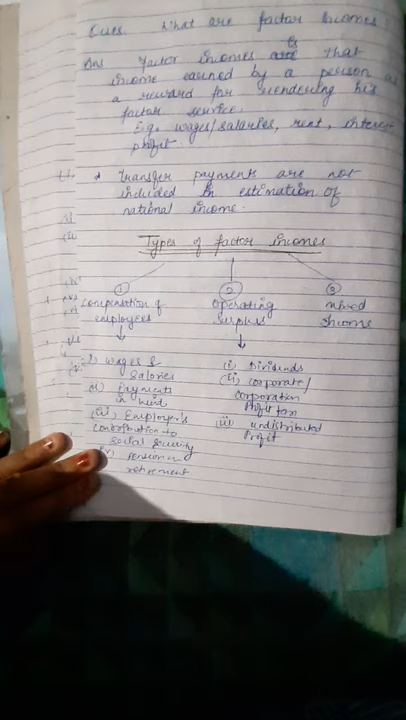 Ques. What are factor Incomes
Ans Factor incomes is that
income earned by a person as
a reward for rendering his
factor service.
E.g. wages/salaries, rent, interest
profit.
* Transfer payments are not
included in estimation of
national income.
Types of factor incomes
① ② ③
Compensation of employees
Operating Surplus
mixed income
i) wages & Salaries
(ii) Payments in kind
(iii) Employer's contribution to Social Security
(iv) Pension on retirement
(i) Dividends
(ii) Corporate/ Corporation Profit tax
(iii) undistributed Profit